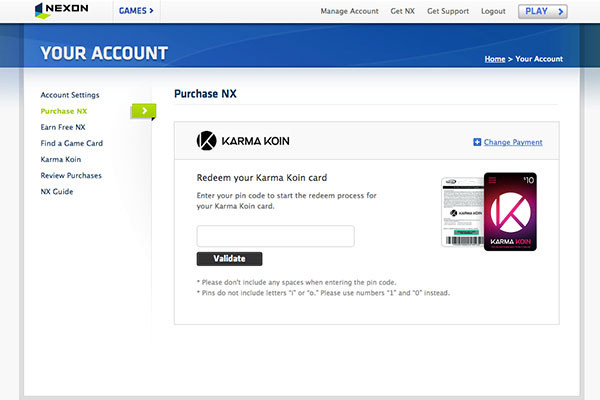 NEXON
GAMES >
Manage Account
Get NX
Get Support
Logout
PLAY >
YOUR ACCOUNT
Home > Your Account
Account Settings
Purchase NX
Earn Free NX
Find a Game Card
Karma Koin
Review Purchases
NX Guide
Purchase NX
KARMA KOIN
Change Payment
Redeem your Karma Koin card
Enter your pin code to start the redeem process for
your Karma Koin card.
Validate
* Please don't include any spaces when entering the pin code.
* Pins do not include letters "i" or "o." Please use numbers "1" and "0" instead.
KARMA KOIN
$10
KARMA KOIN